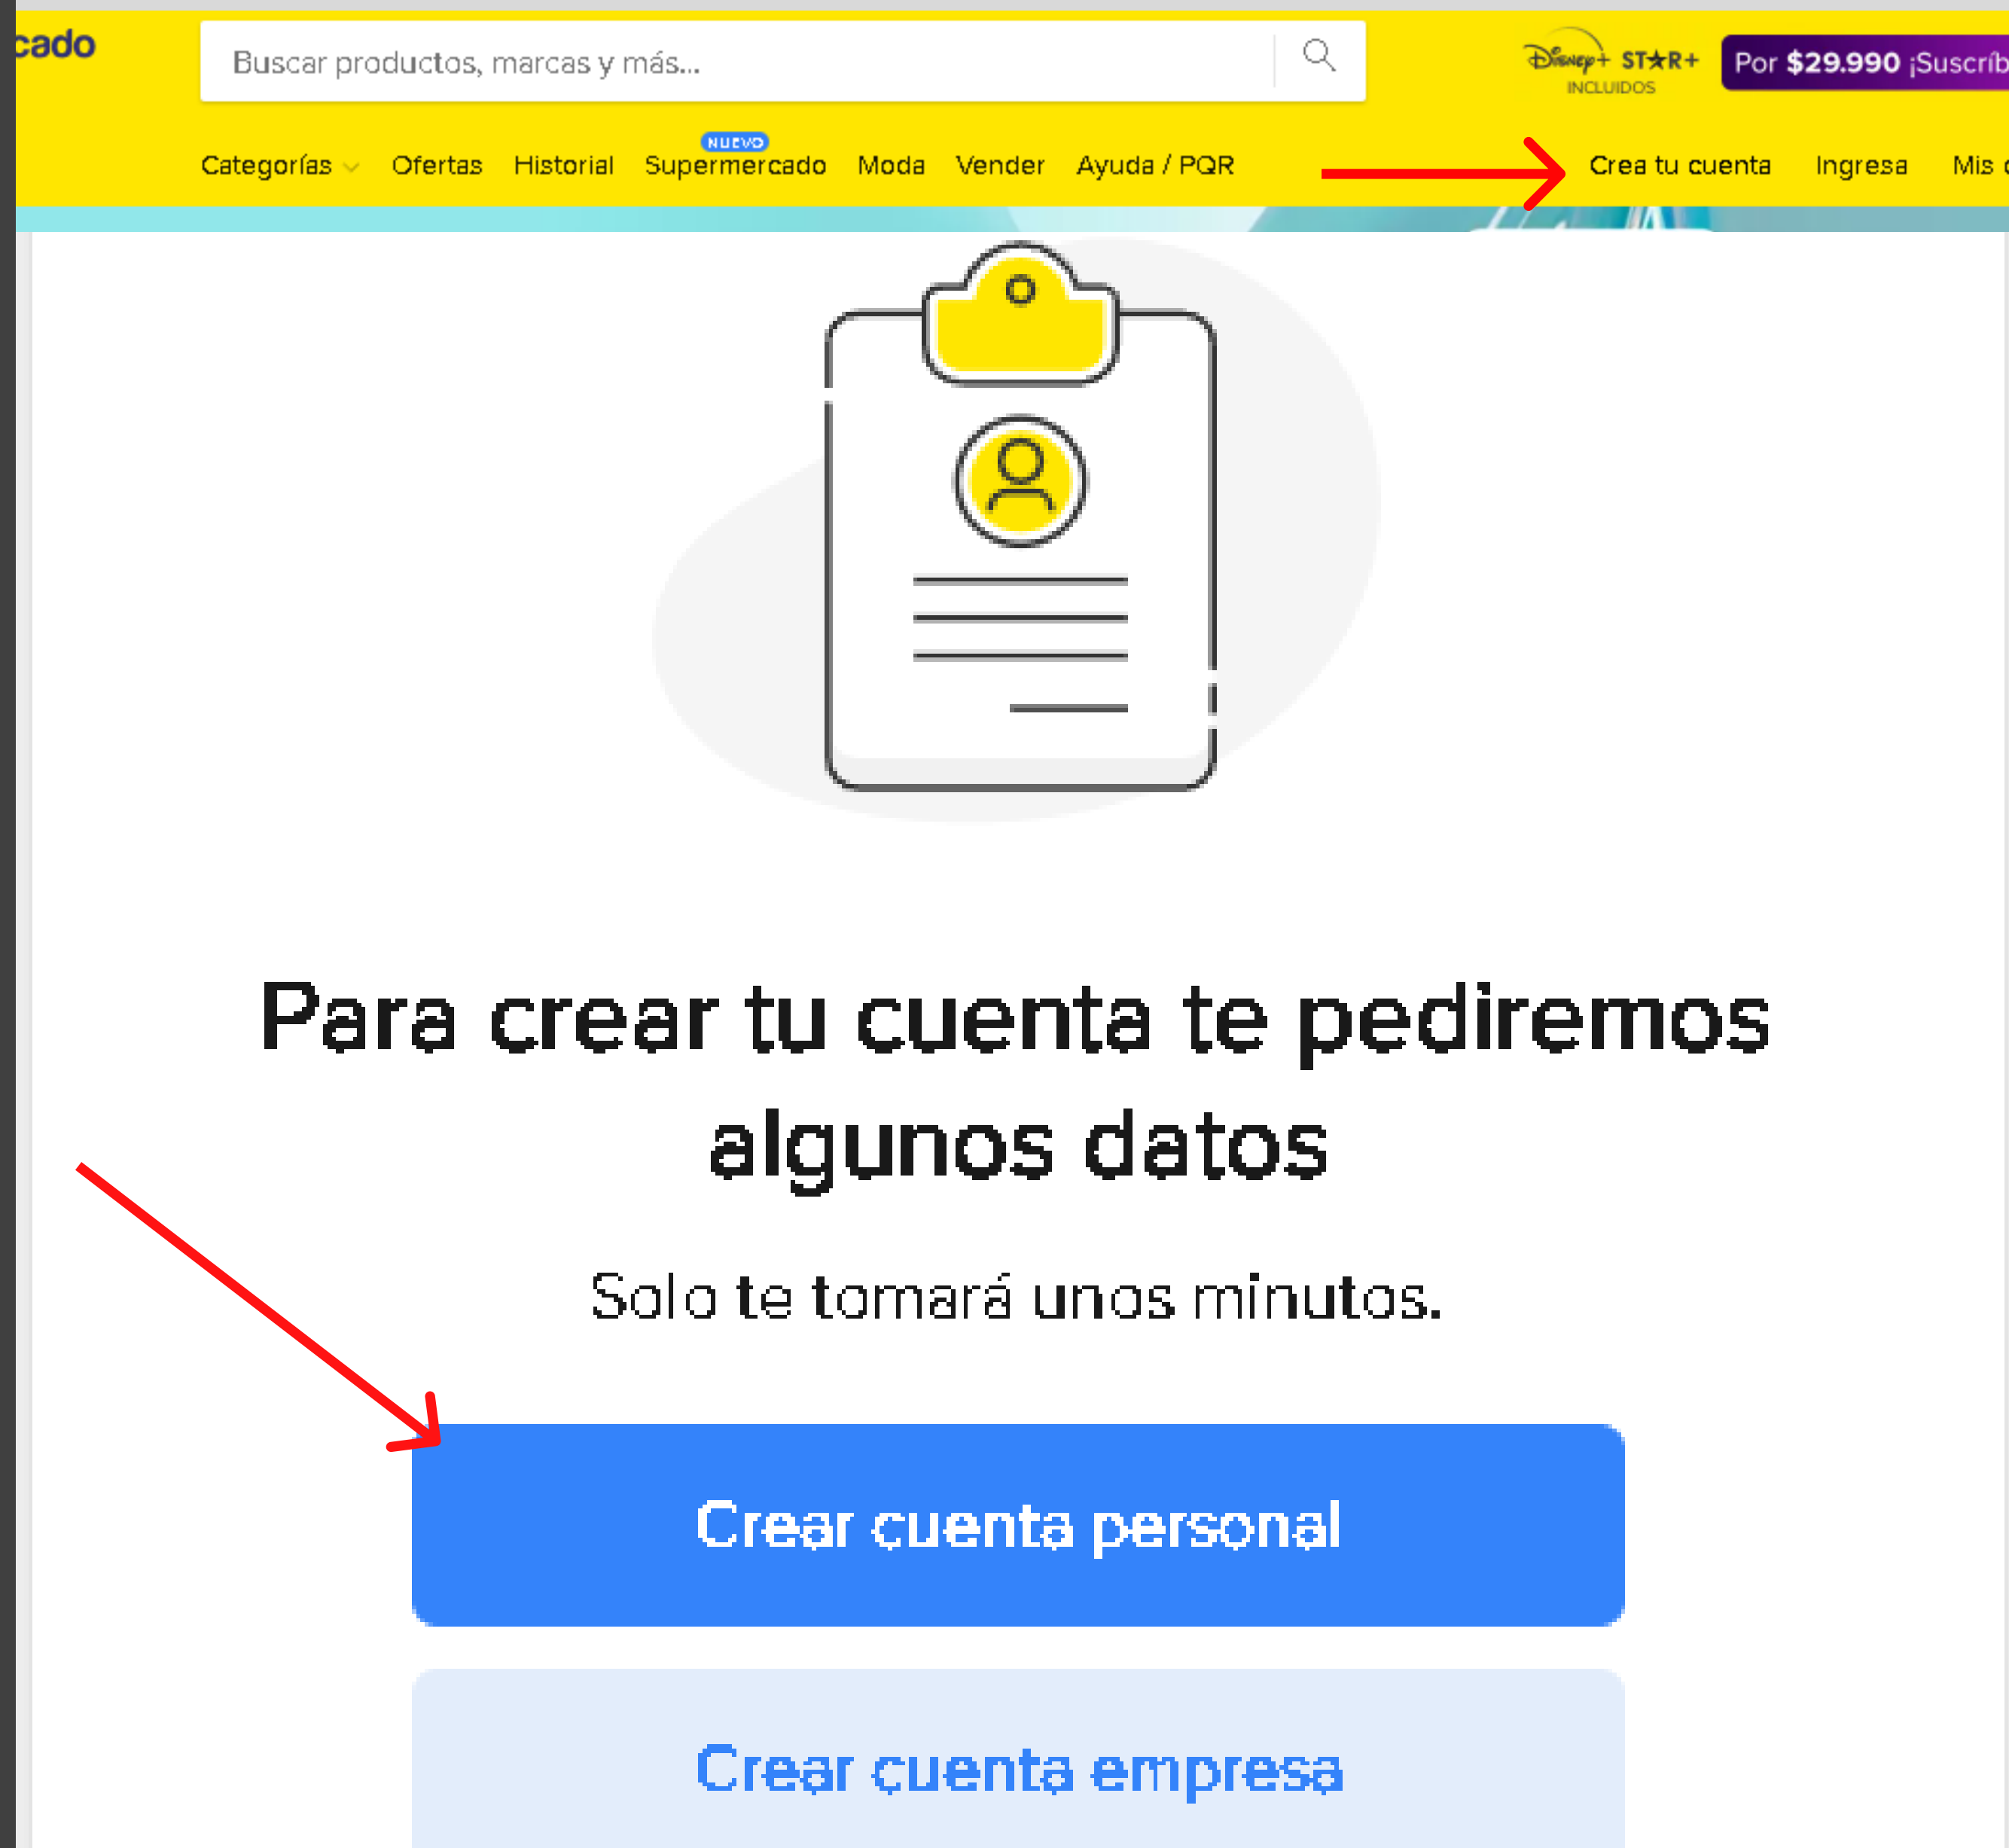 cado
Buscar productos, marcas y más...
Disney+ ST★R+
INCLUIDOS
Por $29.990 ¡Suscríb
NUEVO
Categorías Ofertas Historial Supermercado Moda Vender Ayuda / PQR Crea tu cuenta Ingresa Mis c
Para crear tu cuenta te pediremos
algunos datos
Solo te tomará unos minutos.
Crear cuenta personal
Crear cuenta empresa